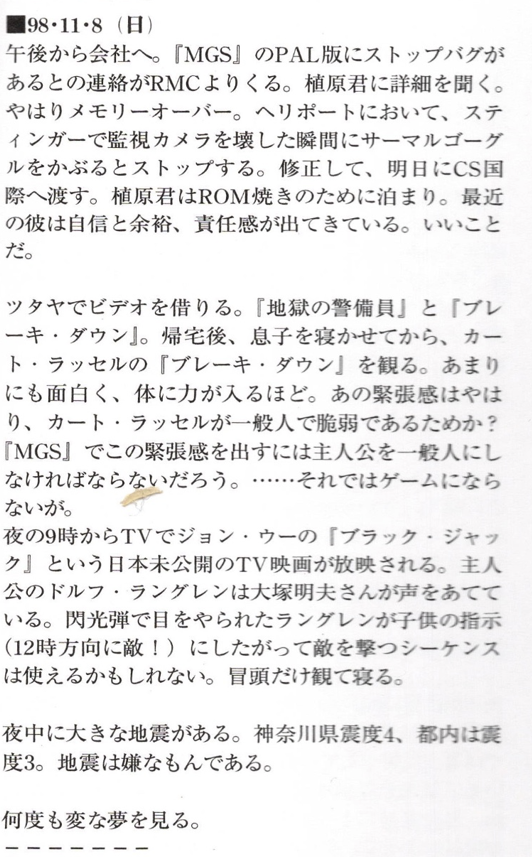 ■98・11・8（日）
午後から会社へ。『MGS』のPAL版にストップバグが
あるとの連絡がRMCよりくる。植原君に詳細を聞く。
やはりメモリーオーバー。ヘリポートにおいて、ステ
ィンガーで監視カメラを壊した瞬間にサーマルゴーグ
ルをかぶるとストップする。修正して、明日にCS国
際へ渡す。植原君はROM焼きのために泊まり。最近
の彼は自信と余裕、責任感が出てきている。いいこと
だ。
ツタヤでビデオを借りる。『地獄の警備員』と『ブレ
ーキ・ダウン』。帰宅後、息子を寝かせてから、カー
ト・ラッセルの『ブレーキ・ダウン』を観る。あまり
にも面白く、体に力が入るほど。あの緊張感はやは
り、カート・ラッセルが一般人で脆弱であるためか？
『MGS』でこの緊張感を出すには主人公を一般人にし
なければならないだろう。……それではゲームになら
ないが。
夜の9時からTVでジョン・ウーの『ブラック・ジャッ
ク』という日本未公開のTV映画が放映される。主人
公のドルフ・ラングレンは大塚明夫さんが声をあてて
いる。閃光弾で目をやられたラングレンが子供の指示
（12時方向に敵！）にしたがって敵を撃つシーケンス
は使えるかもしれない。冒頭だけ観て寝る。
夜中に大きな地震がある。神奈川県震度4、都内は震
度3。地震は嫌なもんである。
何度も変な夢を見る。